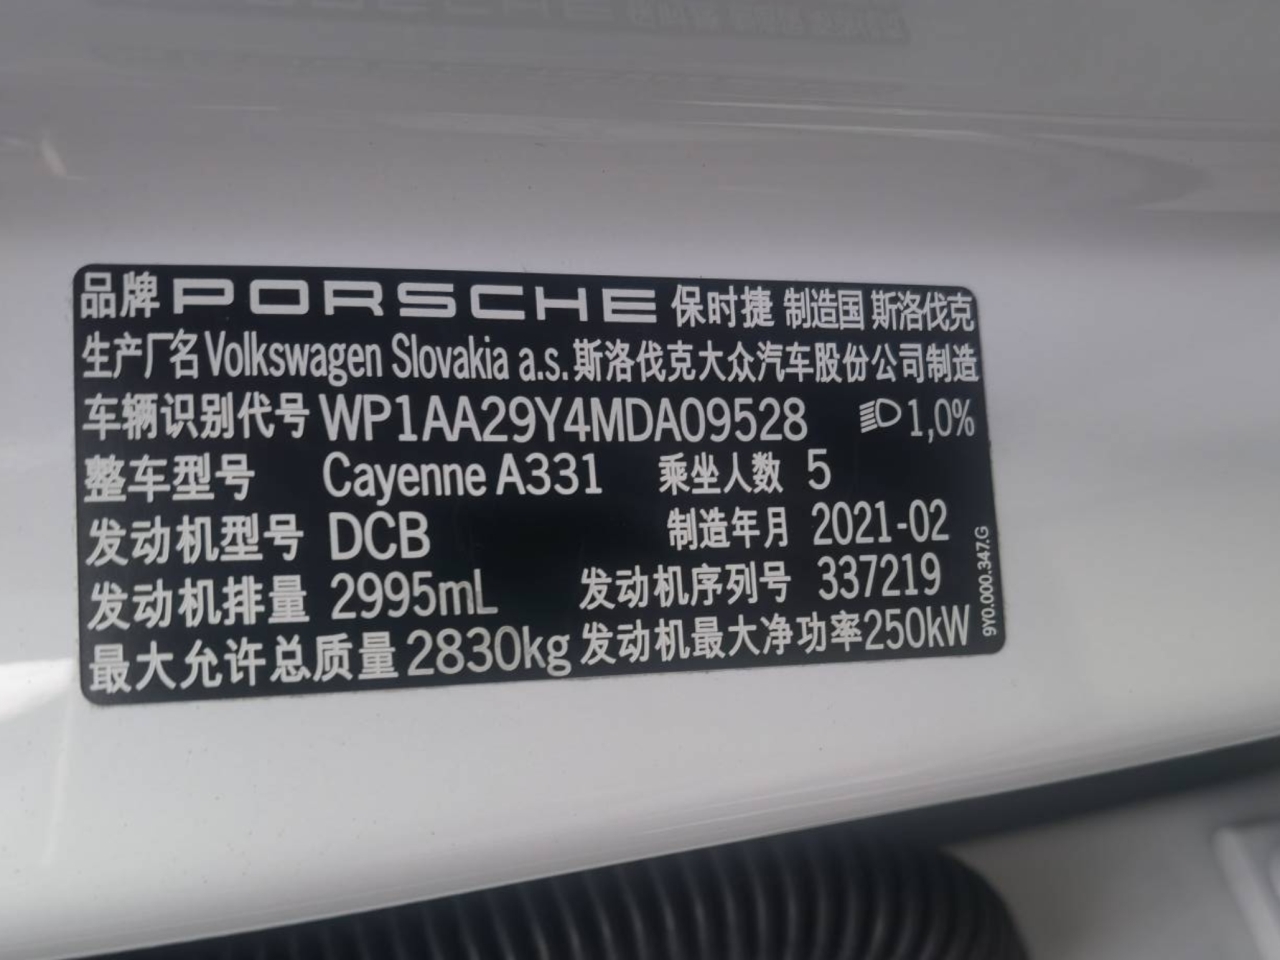 品牌 PORSCHE 保时捷 制造国 斯洛伐克
生产厂名 Volkswagen Slovakia a.s. 斯洛伐克大众汽车股份公司制造
车辆识别代号 WP1AA29Y4MDA09528 1,0%
整车型号 Cayenne A331 乘坐人数 5
发动机型号 DCB 制造年月 2021-02
发动机排量 2995mL 发动机序列号 337219
最大允许总质量 2830kg 发动机最大净功率 250kW
9Y0.000.347.G